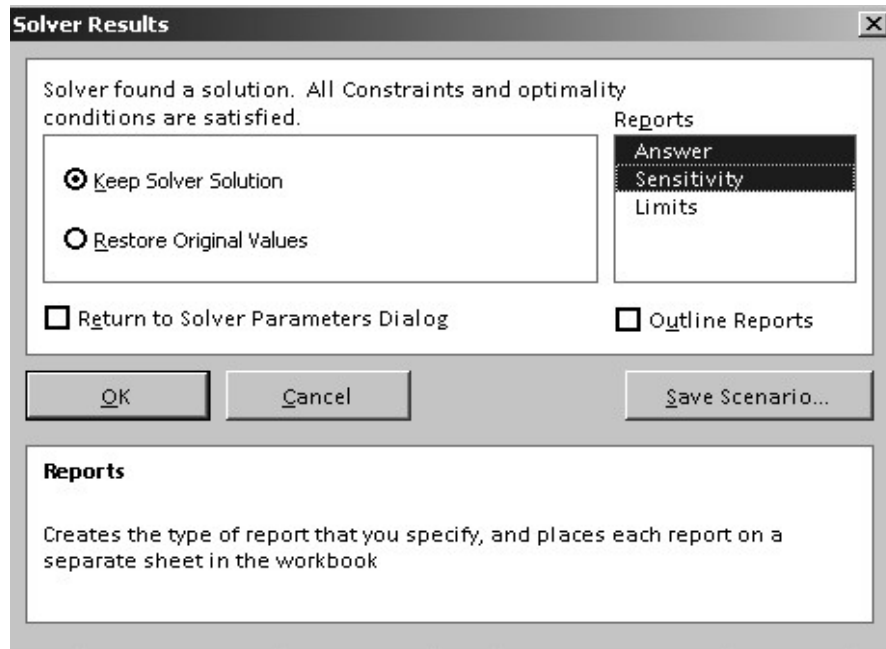 Solver Results
Solver found a solution. All Constraints and optimality
conditions are satisfied.
Reports
Keep Solver Solution
Restore Original Values
Answer
Sensitivity
Limits
Return to Solver Parameters Dialog
Outline Reports
OK
Cancel
Save Scenario...
Reports
Creates the type of report that you specify, and places each report on a
separate sheet in the workbook